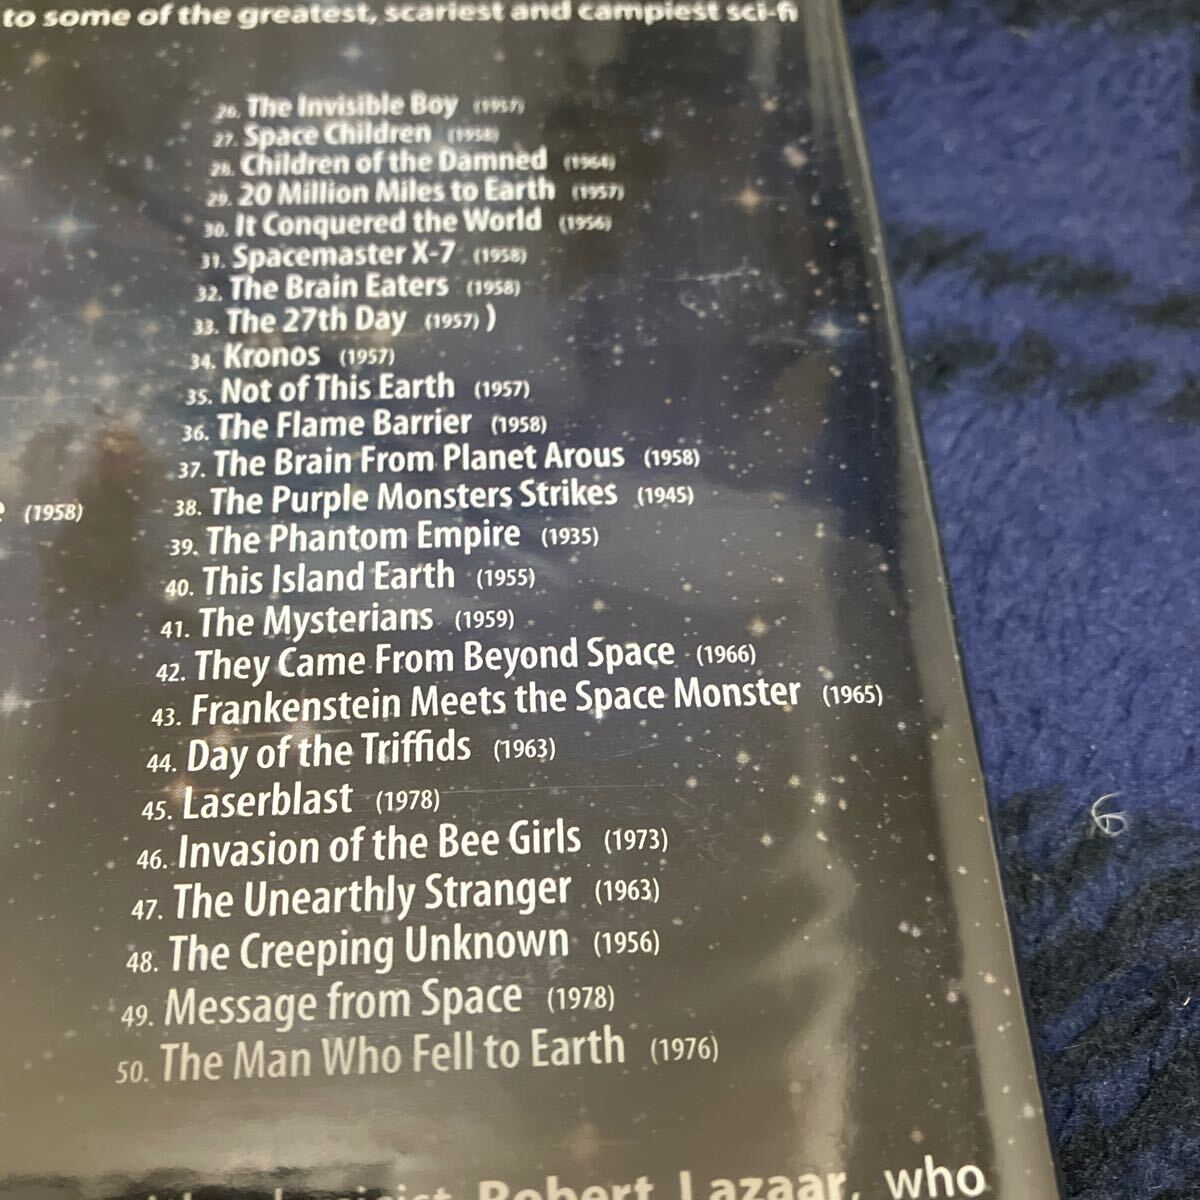 to some of the greatest, scariest and campiest sci-fi
26. The Invisible Boy (1957)
27. Space Children (1958)
28. Children of the Damned (1964)
29. 20 Million Miles to Earth (1957)
30. It Conquered the World (1956)
31. Spacemaster X-7 (1958)
32. The Brain Eaters (1958)
33. The 27th Day (1957) )
34. Kronos (1957)
35. Not of This Earth (1957)
36. The Flame Barrier (1958)
37. The Brain From Planet Arous (1958)
(1958)
38. The Purple Monsters Strikes (1945)
39. The Phantom Empire (1935)
40. This Island Earth (1955)
41. The Mysterians (1959)
42. They Came From Beyond Space (1966)
43. Frankenstein Meets the Space Monster (1965)
44. Day of the Triffids (1963)
45. Laserblast (1978)
46. Invasion of the Bee Girls (1973)
47. The Unearthly Stranger (1963)
48. The Creeping Unknown (1956)
49. Message from Space (1978)
50. The Man Who Fell to Earth (1976)
Robert Lazaar, who